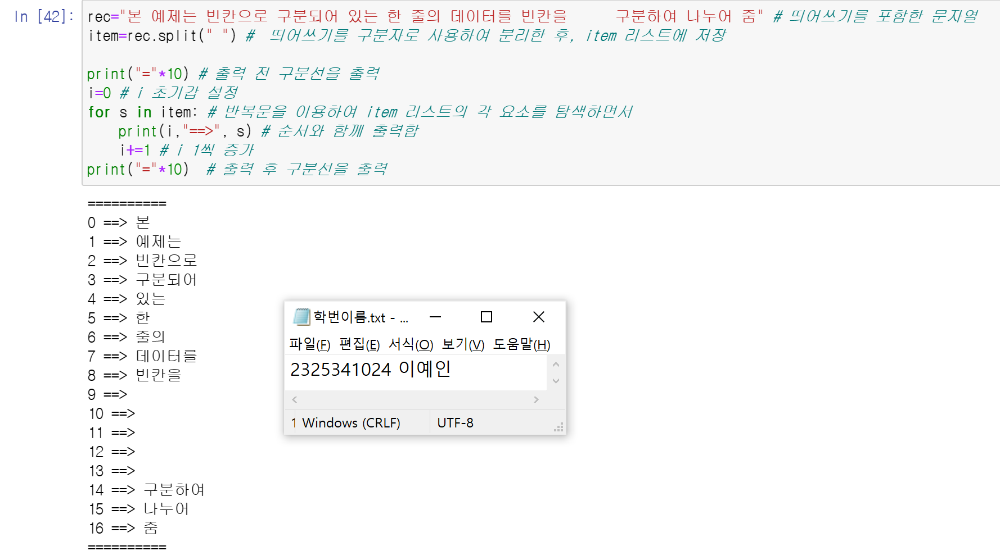 In [42]: rec="본 예제는 빈칸으로 구분되어 있는 한 줄의 데이터를 빈칸을      구분하여 나누어 줌" # 띄어쓰기를 포함한 문자열
item=rec.split(" ") #  띄어쓰기를 구분자로 사용하여 분리한 후, item 리스트에 저장
print("="*10) # 출력 전 구분선을 출력
i=0 # i 초기갑 설정
for s in item: # 반복문을 이용하여 item 리스트의 각 요소를 탐색하면서
    print(i,"==>", s) # 순서와 함께 출력합
    i+=1 # i 1씩 증가
print("="*10)  # 출력 후 구분선을 출력
==========
0 ==> 본
1 ==> 예제는
2 ==> 빈칸으로
3 ==> 구분되어
4 ==> 있는
5 ==> 한
6 ==> 줄의
7 ==> 데이터를
8 ==> 빈칸을
9 ==>
10 ==>
11 ==>
12 ==>
13 ==>
14 ==> 구분하여
15 ==> 나누어
16 ==> 줌
==========
학번이름.txt - ...
파일(F) 편집(E) 서식(O) 보기(V) 도움말(H)
2325341024 이예인
1 Windows (CRLF) UTF-8